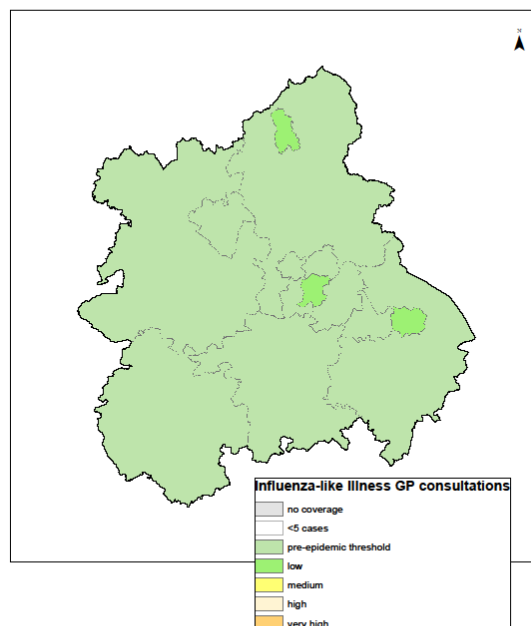 N
Influenza-like Illness GP consultations
no coverage
<5 cases
pre-epidemic threshold
low
medium
high
very high